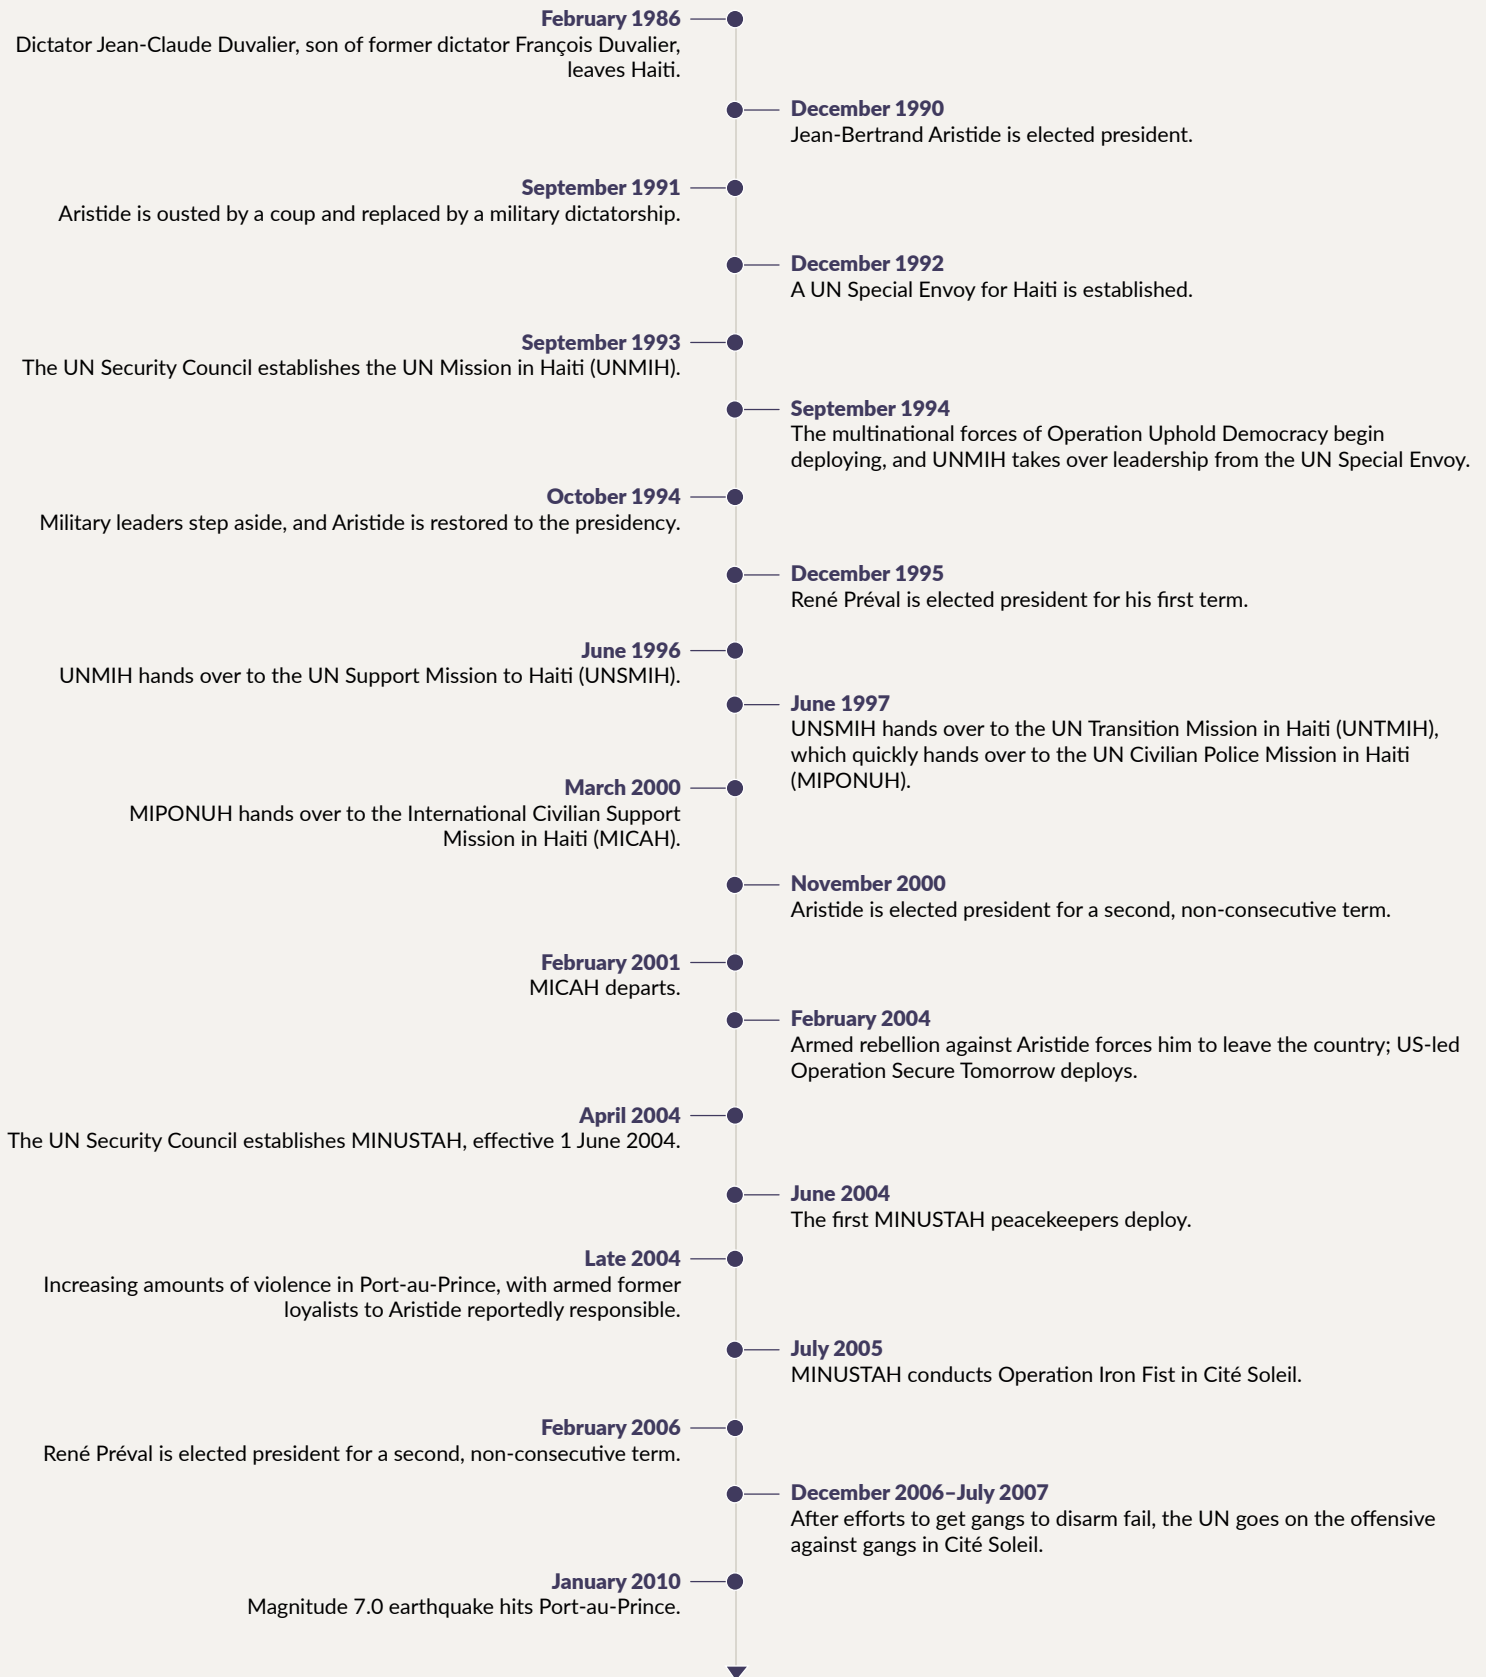 February 1986
Dictator Jean-Claude Duvalier, son of former dictator François Duvalier,
leaves Haiti.
December 1990
Jean-Bertrand Aristide is elected president.
September 1991
Aristide is ousted by a coup and replaced by a military dictatorship.
December 1992
A UN Special Envoy for Haiti is established.
September 1993
The UN Security Council establishes the UN Mission in Haiti (UNMIH).
September 1994
The multinational forces of Operation Uphold Democracy begin
deploying, and UNMIH takes over leadership from the UN Special Envoy.
October 1994
Military leaders step aside, and Aristide is restored to the presidency.
December 1995
René Préval is elected president for his first term.
June 1996
UNMIH hands over to the UN Support Mission to Haiti (UNSMIH).
June 1997
UNSMIH hands over to the UN Transition Mission in Haiti (UNTMIH),
which quickly hands over to the UN Civilian Police Mission in Haiti
(MIPONUH).
March 2000
MIPONUH hands over to the International Civilian Support
Mission in Haiti (MICAH).
November 2000
Aristide is elected president for a second, non-consecutive term.
February 2001
MICAH departs.
February 2004
Armed rebellion against Aristide forces him to leave the country; US-led
Operation Secure Tomorrow deploys.
April 2004
The UN Security Council establishes MINUSTAH, effective 1 June 2004.
June 2004
The first MINUSTAH peacekeepers deploy.
Late 2004
Increasing amounts of violence in Port-au-Prince, with armed former
loyalists to Aristide reportedly responsible.
July 2005
MINUSTAH conducts Operation Iron Fist in Cité Soleil.
February 2006
René Préval is elected president for a second, non-consecutive term.
December 2006–July 2007
After efforts to get gangs to disarm fail, the UN goes on the offensive
against gangs in Cité Soleil.
January 2010
Magnitude 7.0 earthquake hits Port-au-Prince.